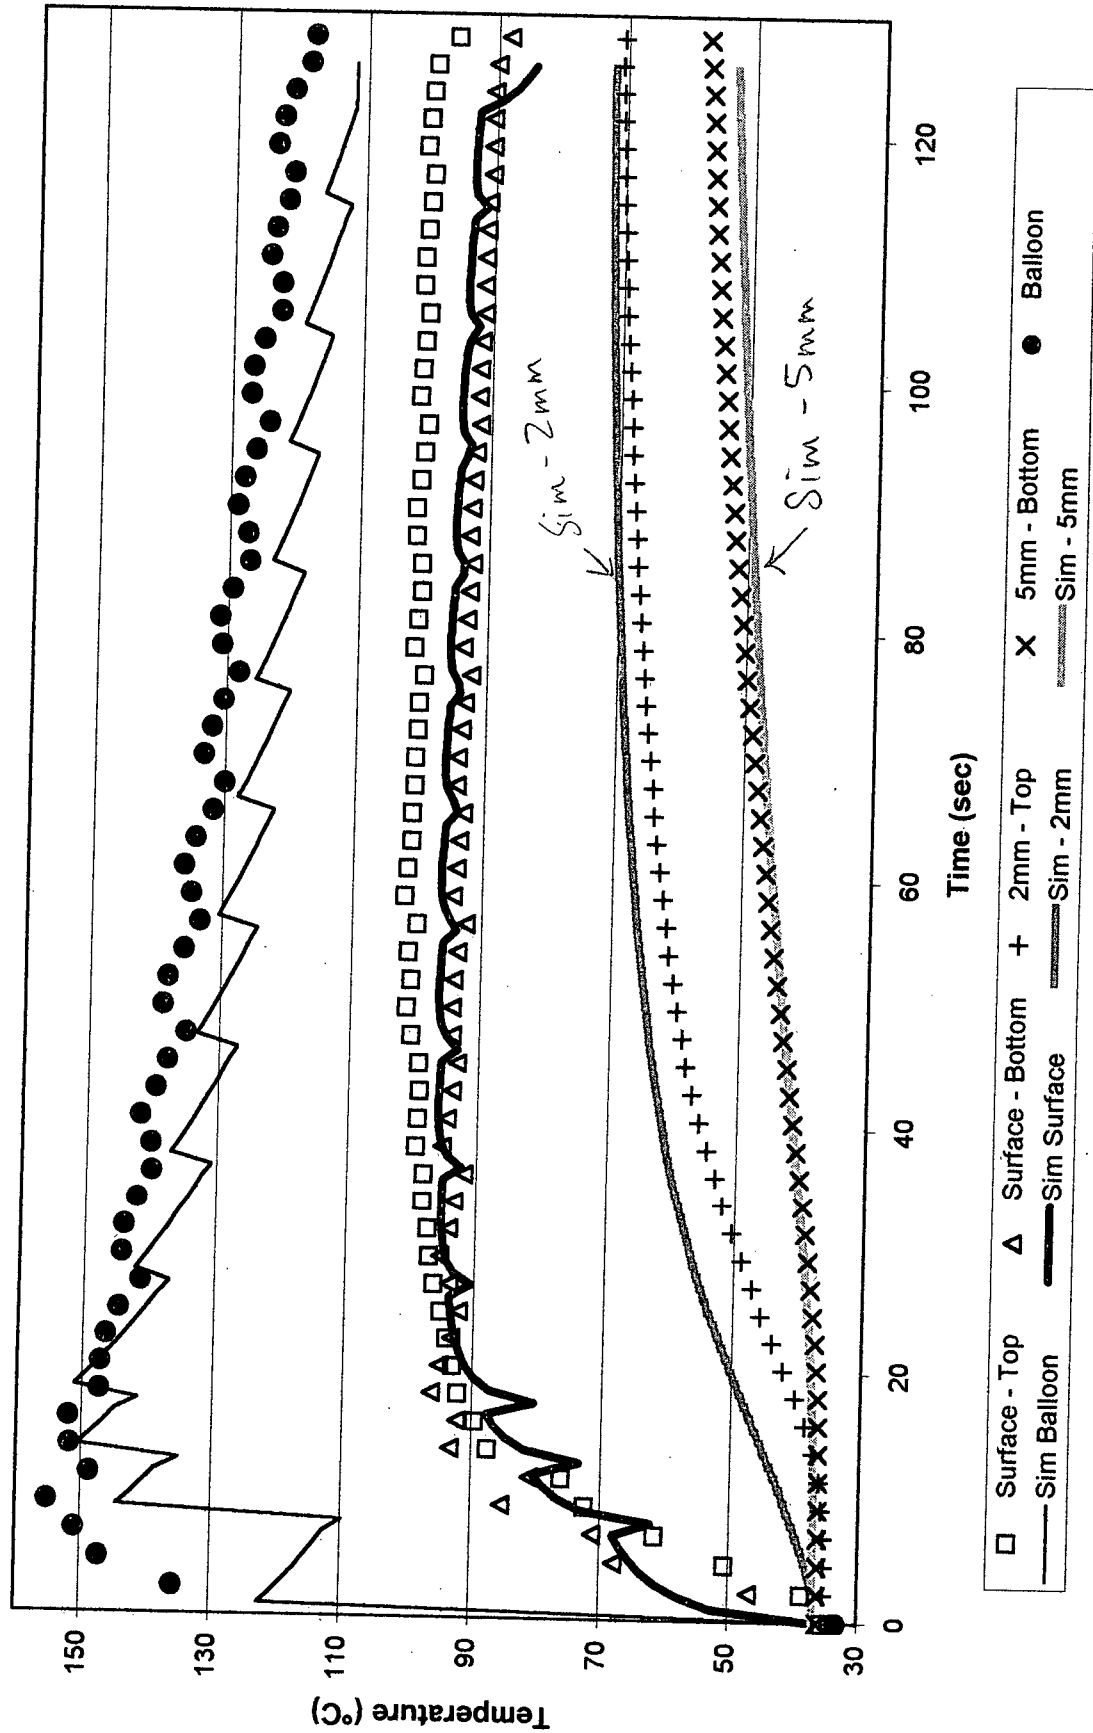 Temperature (°C)
150
130
110
90
70
50
30
0
20
40
60
80
100
120
Time (sec)
Sim - 2mm
Sim - 5mm
Surface - Top
Surface - Bottom
2mm - Top
5mm - Bottom
Balloon
Sim Balloon
Sim Surface
Sim - 2mm
Sim - 5mm